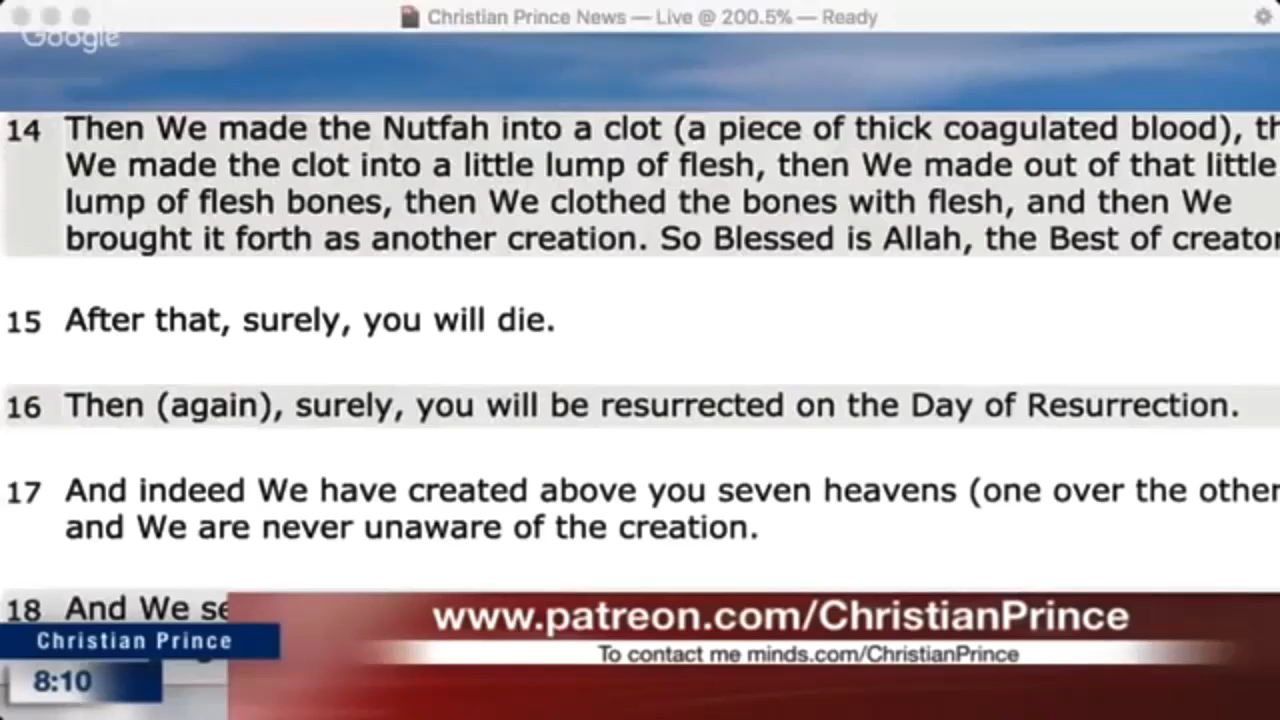 Christian Prince News — Live @ 200.5% — Ready
Google
14 Then We made the Nutfah into a clot (a piece of thick coagulated blood), th
We made the clot into a little lump of flesh, then We made out of that little
lump of flesh bones, then We clothed the bones with flesh, and then We
brought it forth as another creation. So Blessed is Allah, the Best of creator
15 After that, surely, you will die.
16 Then (again), surely, you will be resurrected on the Day of Resurrection.
17 And indeed We have created above you seven heavens (one over the other
and We are never unaware of the creation.
18 And We se
www.patreon.com/ChristianPrince
Christian Prince
To contact me minds.com/ChristianPrince
8:10